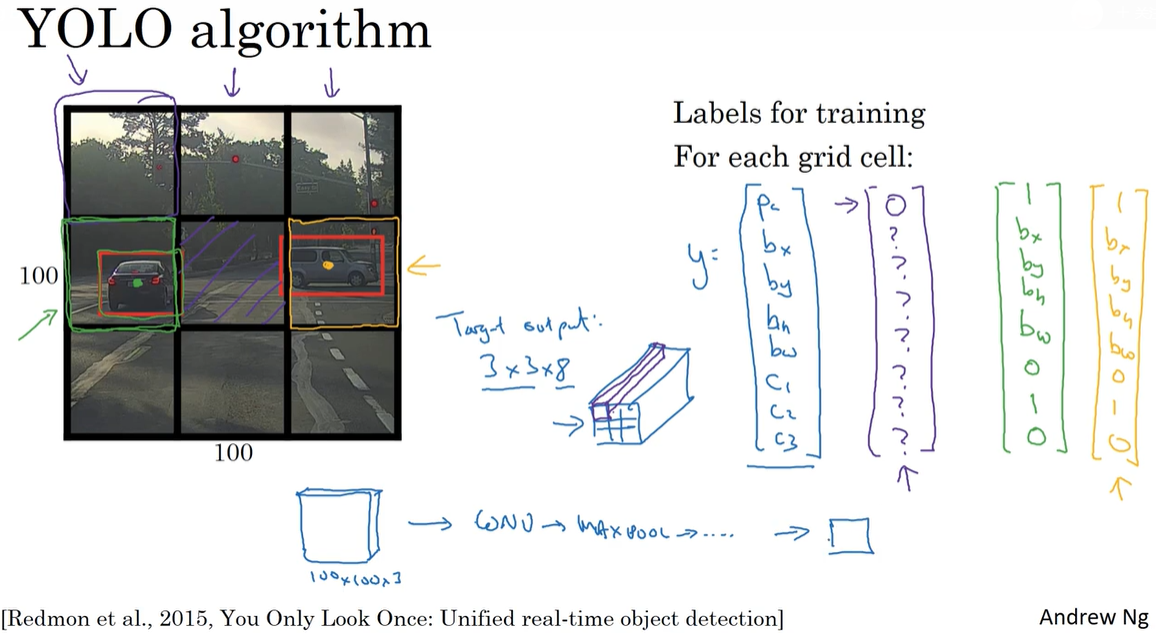 YOLO algorithm
Labels for training
For each grid cell:
100
100
Target output:
3x3x8
y =
Pc
bx
by
bh
bw
C1
C2
C3
0
?
?
?
?
?
?
?
1
bx
by
bh
bw
0
1
0
1
bx
by
bh
bw
0
1
0
100x100x3
→ CONV → MAXPOOL → .... →
[Redmon et al., 2015, You Only Look Once: Unified real-time object detection]
Andrew Ng